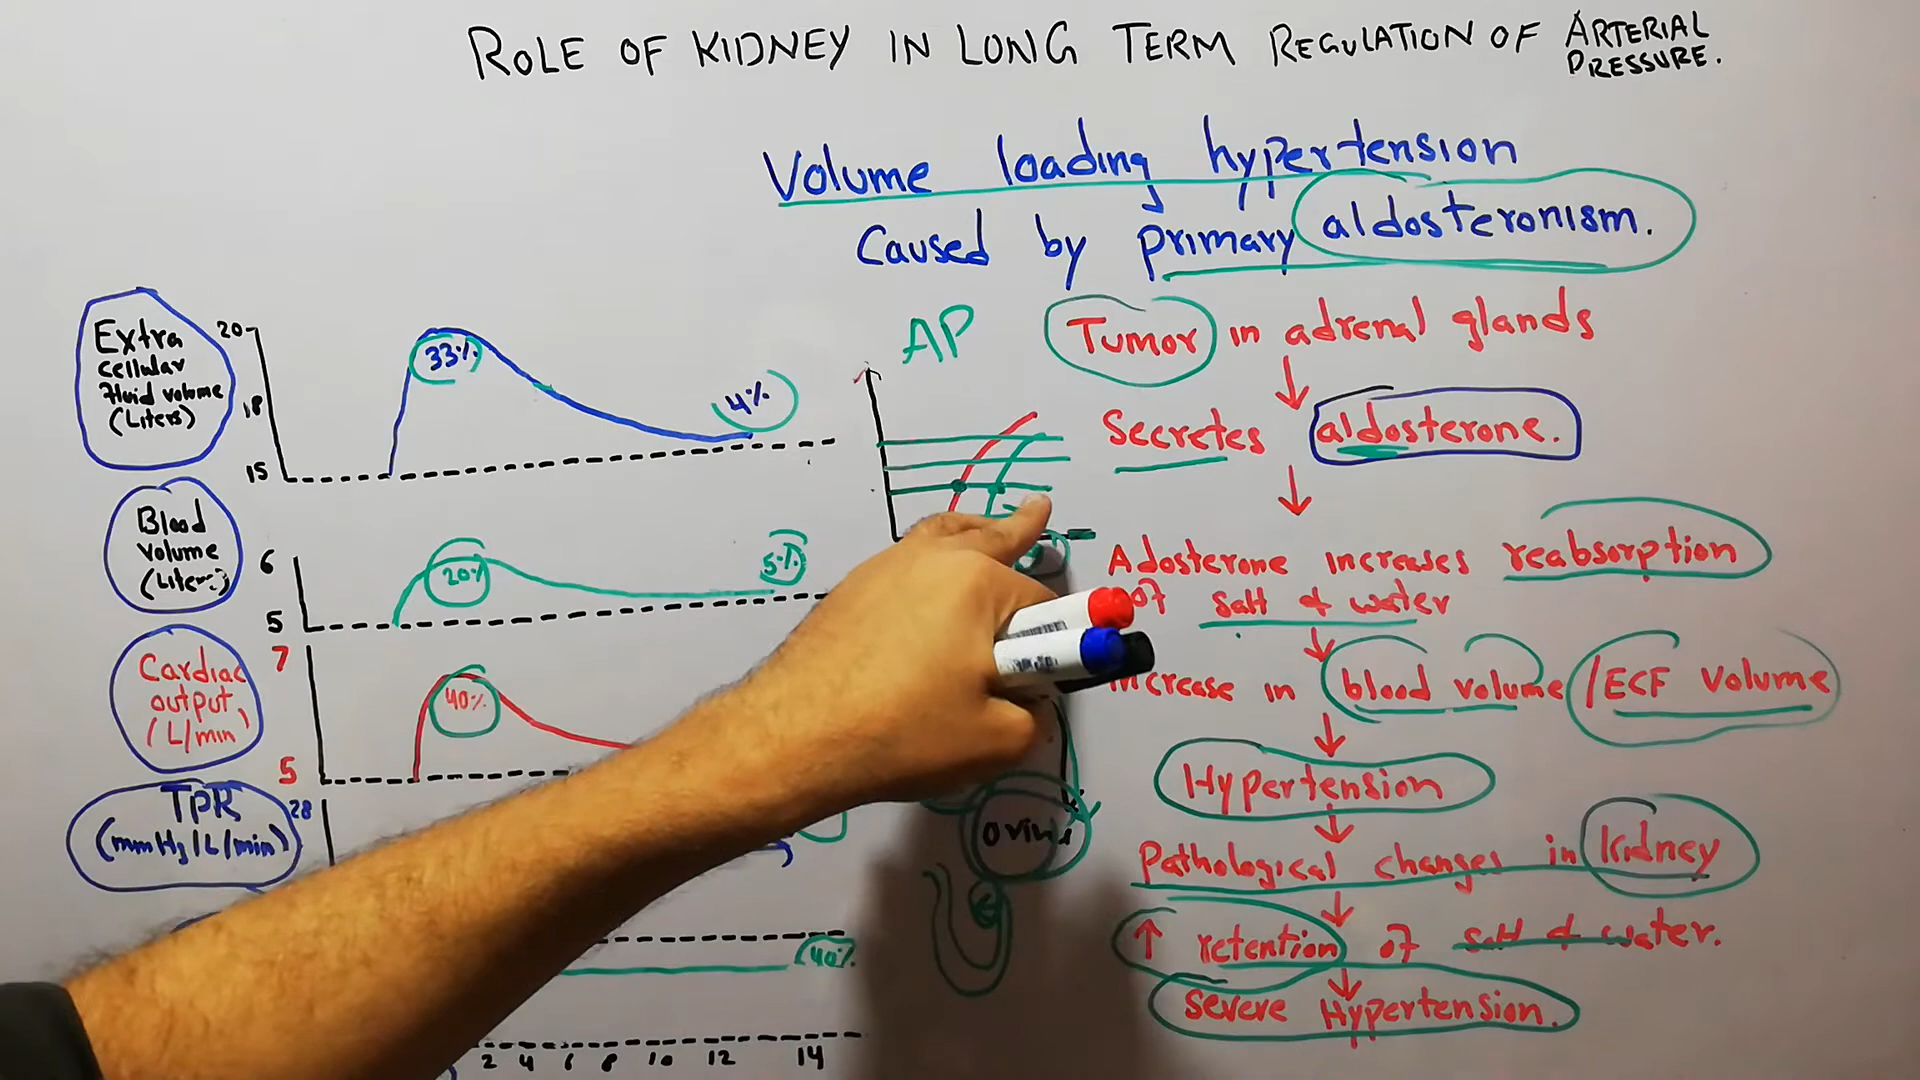 ROLE OF KIDNEY IN LONG TERM REGULATION OF ARTERIAL PRESSURE.
Volume loading hypertension
Caused by primary aldosteronism.
Extra
cellular
fluid volume
(Liters)
20
18
15
33%
4%
Blood
volume
(Liters)
6
5
20%
5%
Cardiac
output
(L/min)
7
5
40%
TPR
(mmHg/L/min)
28
40%
2 4 6 8 10 12 14
AP
Tumor in adrenal glands
Secretes aldosterone.
Adosterone increases reabsorption
of salt & water
increase in blood volume/ECF volume
Hypertension
Pathological changes in kidney
↑ retention of salt & water.
Severe Hypertension.